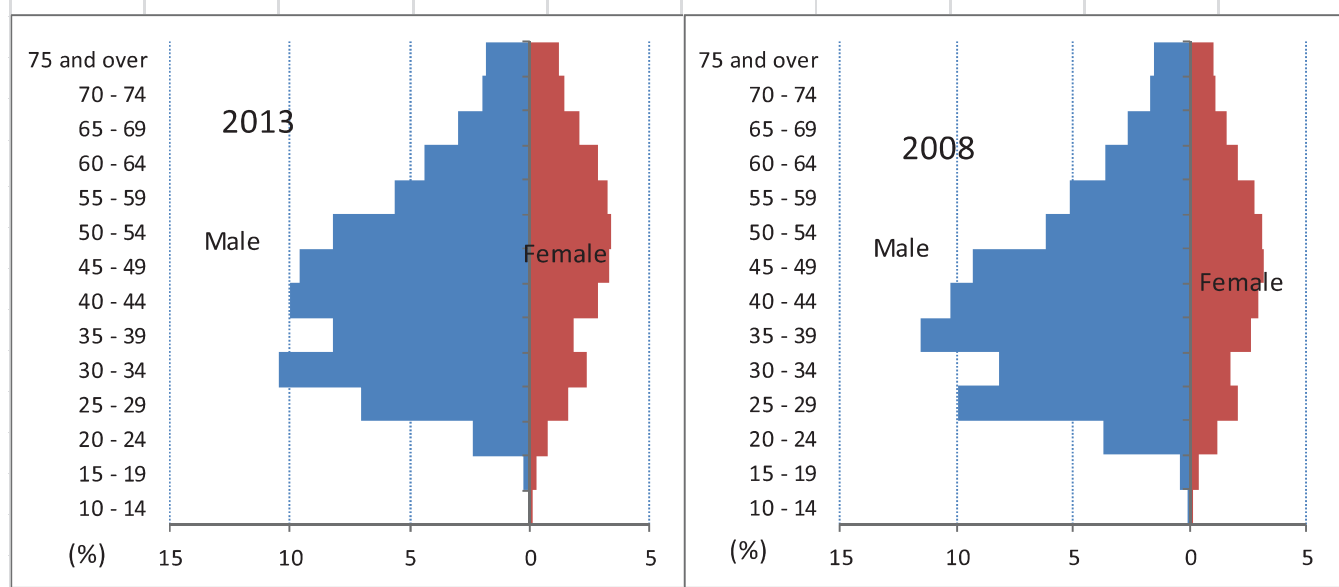 2013
75 and over
70 - 74
65 - 69
60 - 64
55 - 59
50 - 54
45 - 49
40 - 44
35 - 39
30 - 34
25 - 29
20 - 24
15 - 19
10 - 14
Male
Female
(%)
15 10 5 0 5
2008
75 and over
70 - 74
65 - 69
60 - 64
55 - 59
50 - 54
45 - 49
40 - 44
35 - 39
30 - 34
25 - 29
20 - 24
15 - 19
10 - 14
Male
Female
(%)
15 10 5 0 5